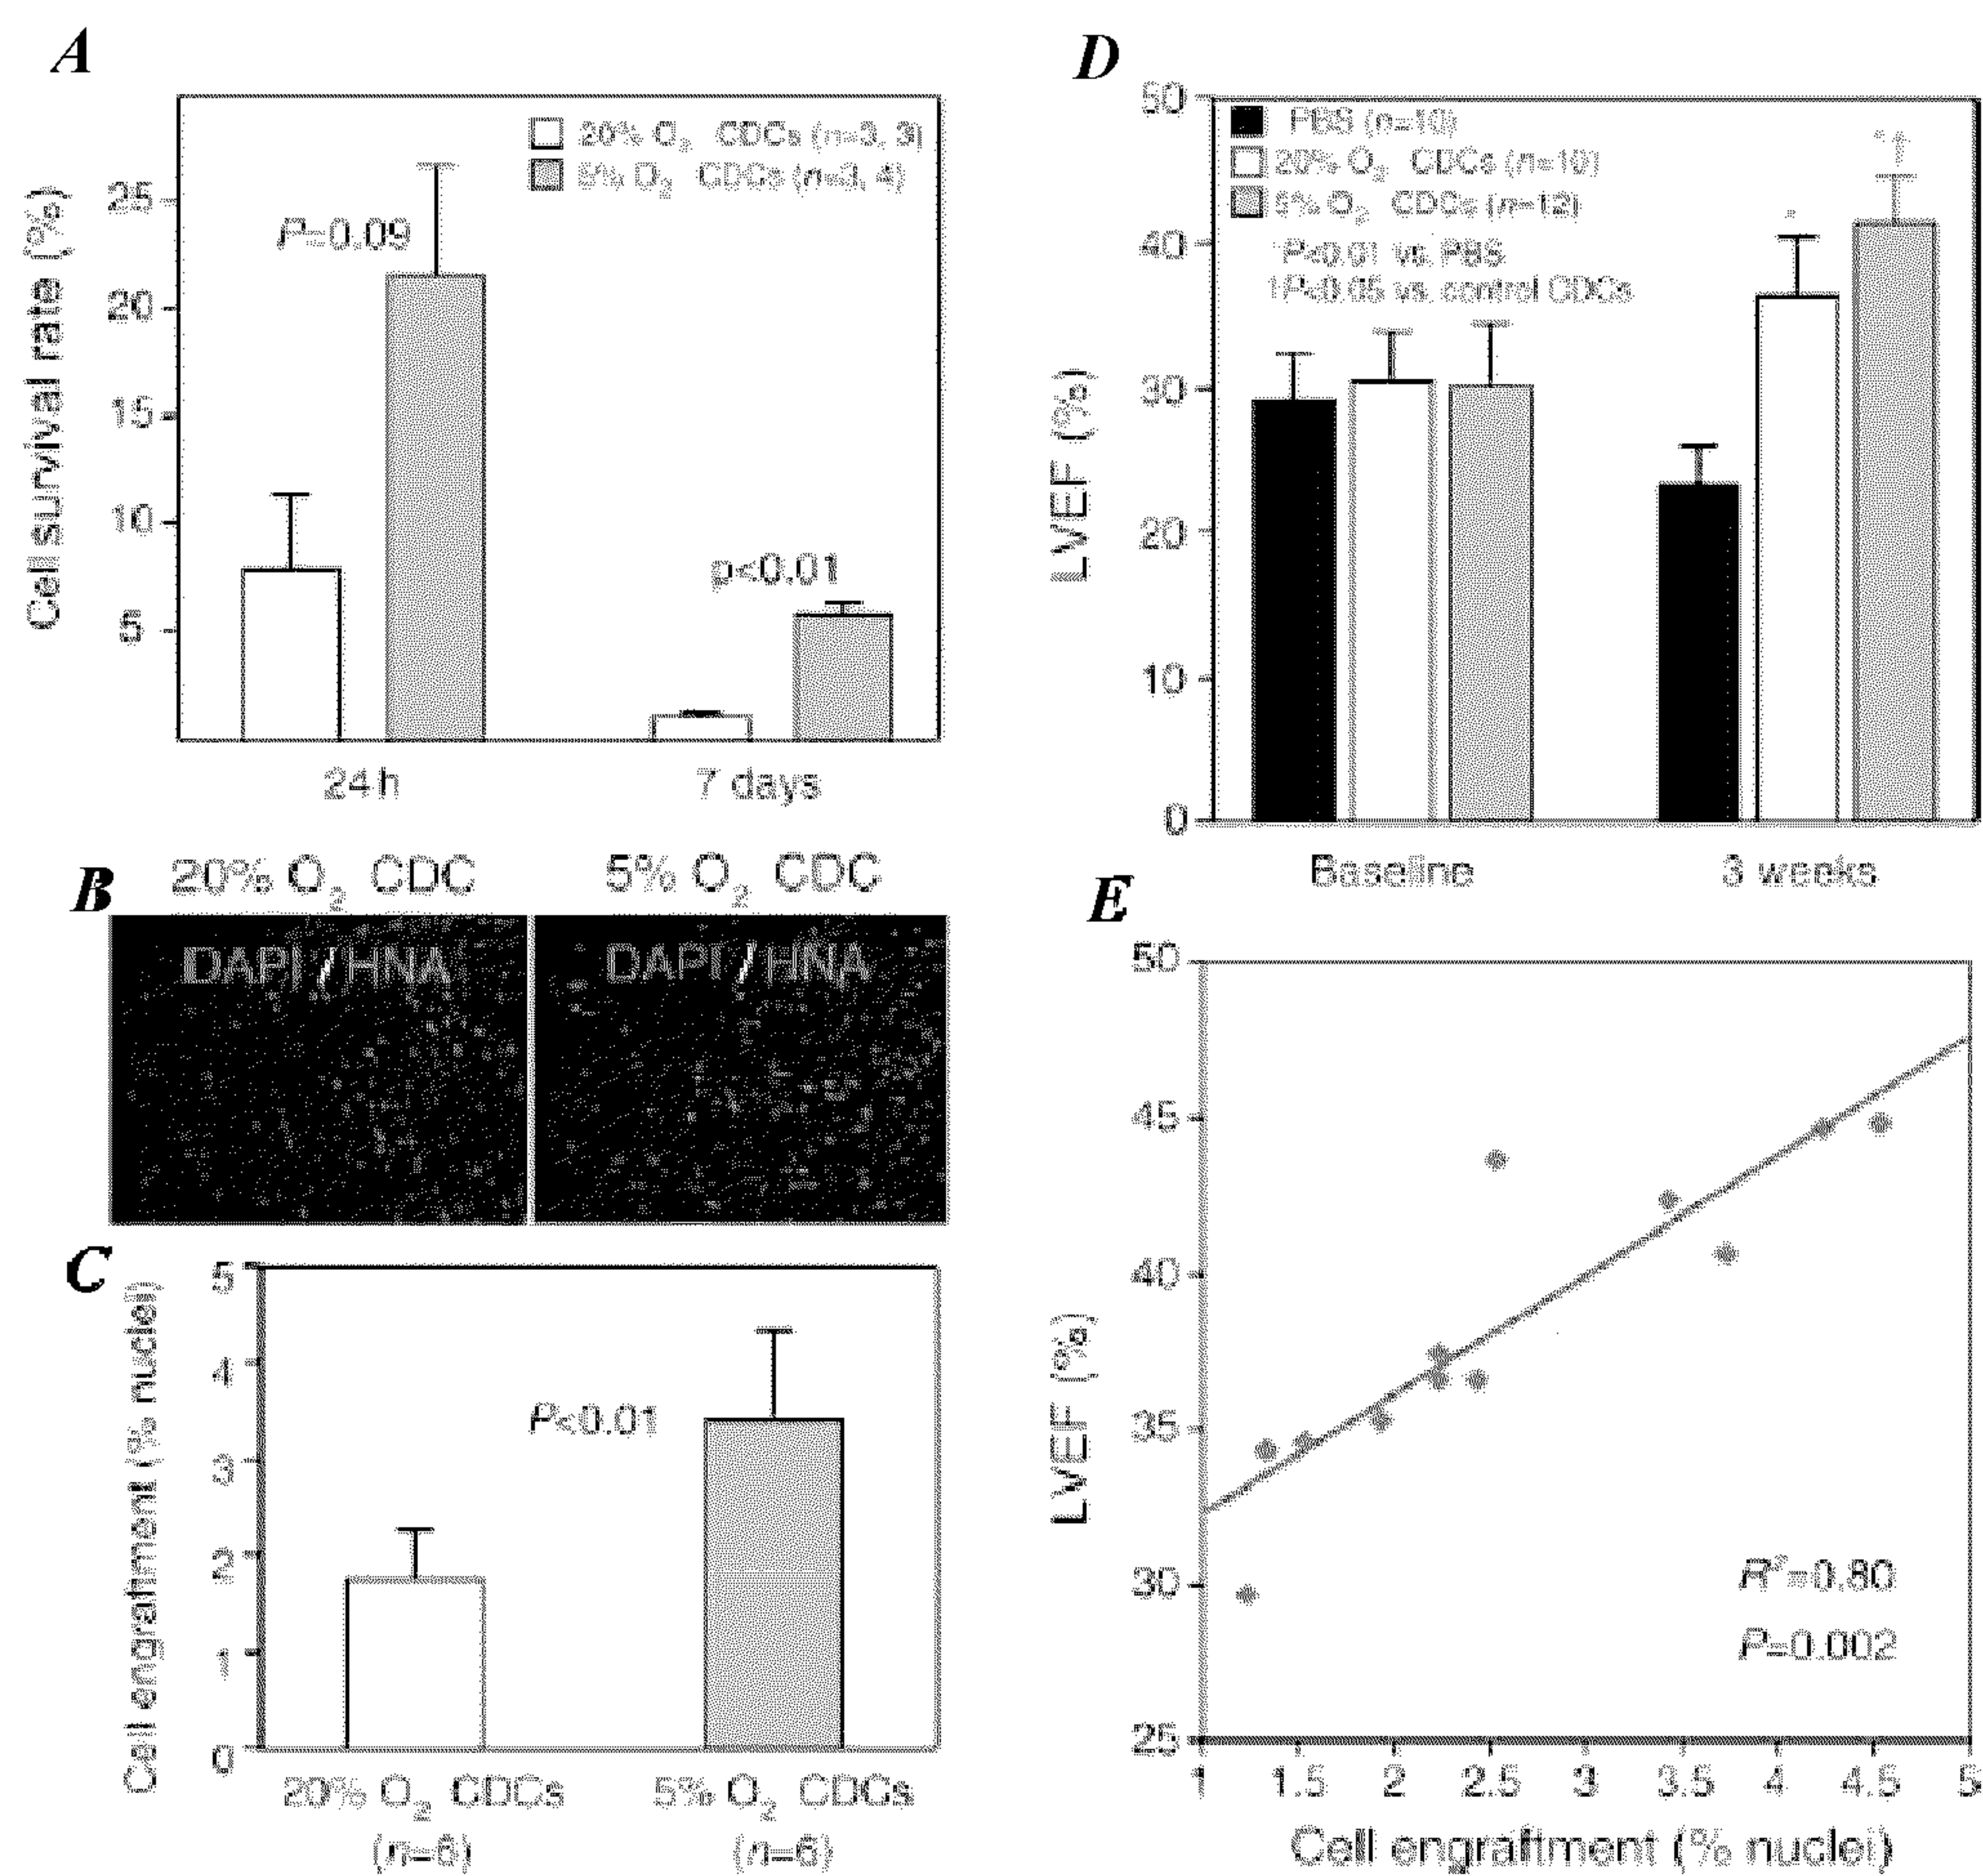 A
Cell survival rate (%)
25
20
15
10
5
20% O2 CDCs (n=3, 3)
5% O2 CDCs (n=3, 4)
P=0.09
p<0.01
24 h
7 days
B
20% O2 CDC
5% O2 CDC
DAPI / HNA
DAPI / HNA
C
Cell engraftment (% nuclei)
5
4
3
2
1
0
P<0.01
20% O2 CDCs
(n=6)
5% O2 CDCs
(n=6)
D
LVEF (%)
50
40
30
20
10
0
PBS (n=10)
20% O2 CDCs (n=10)
5% O2 CDCs (n=12)
*P<0.01 vs. PBS
†P<0.05 vs. control CDCs
*
*†
Baseline
3 weeks
E
LVEF (%)
50
45
40
35
30
25
R²=0.80
P=0.002
1
1.5
2
2.5
3
3.5
4
4.5
5
Cell engraftment (% nuclei)